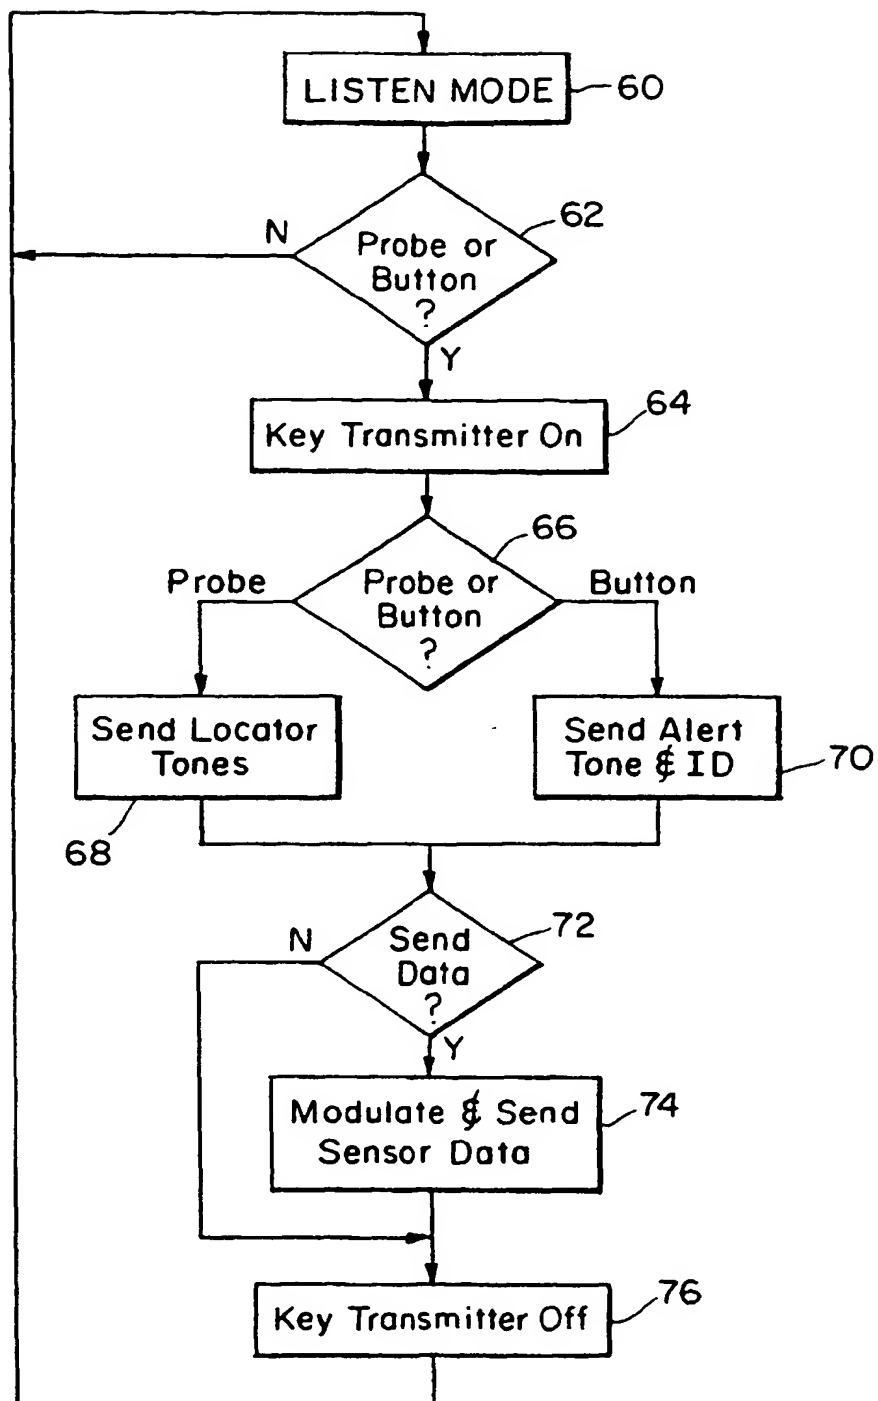 LISTEN MODE
60
62
N
Probe or
Button
?
Y
64
Key Transmitter On
66
Probe
Probe or
Button
?
Button
Send Locator
Tones
68
Send Alert
Tone & ID
70
72
N
Send
Data
?
Y
Modulate & Send
Sensor Data
74
76
Key Transmitter Off